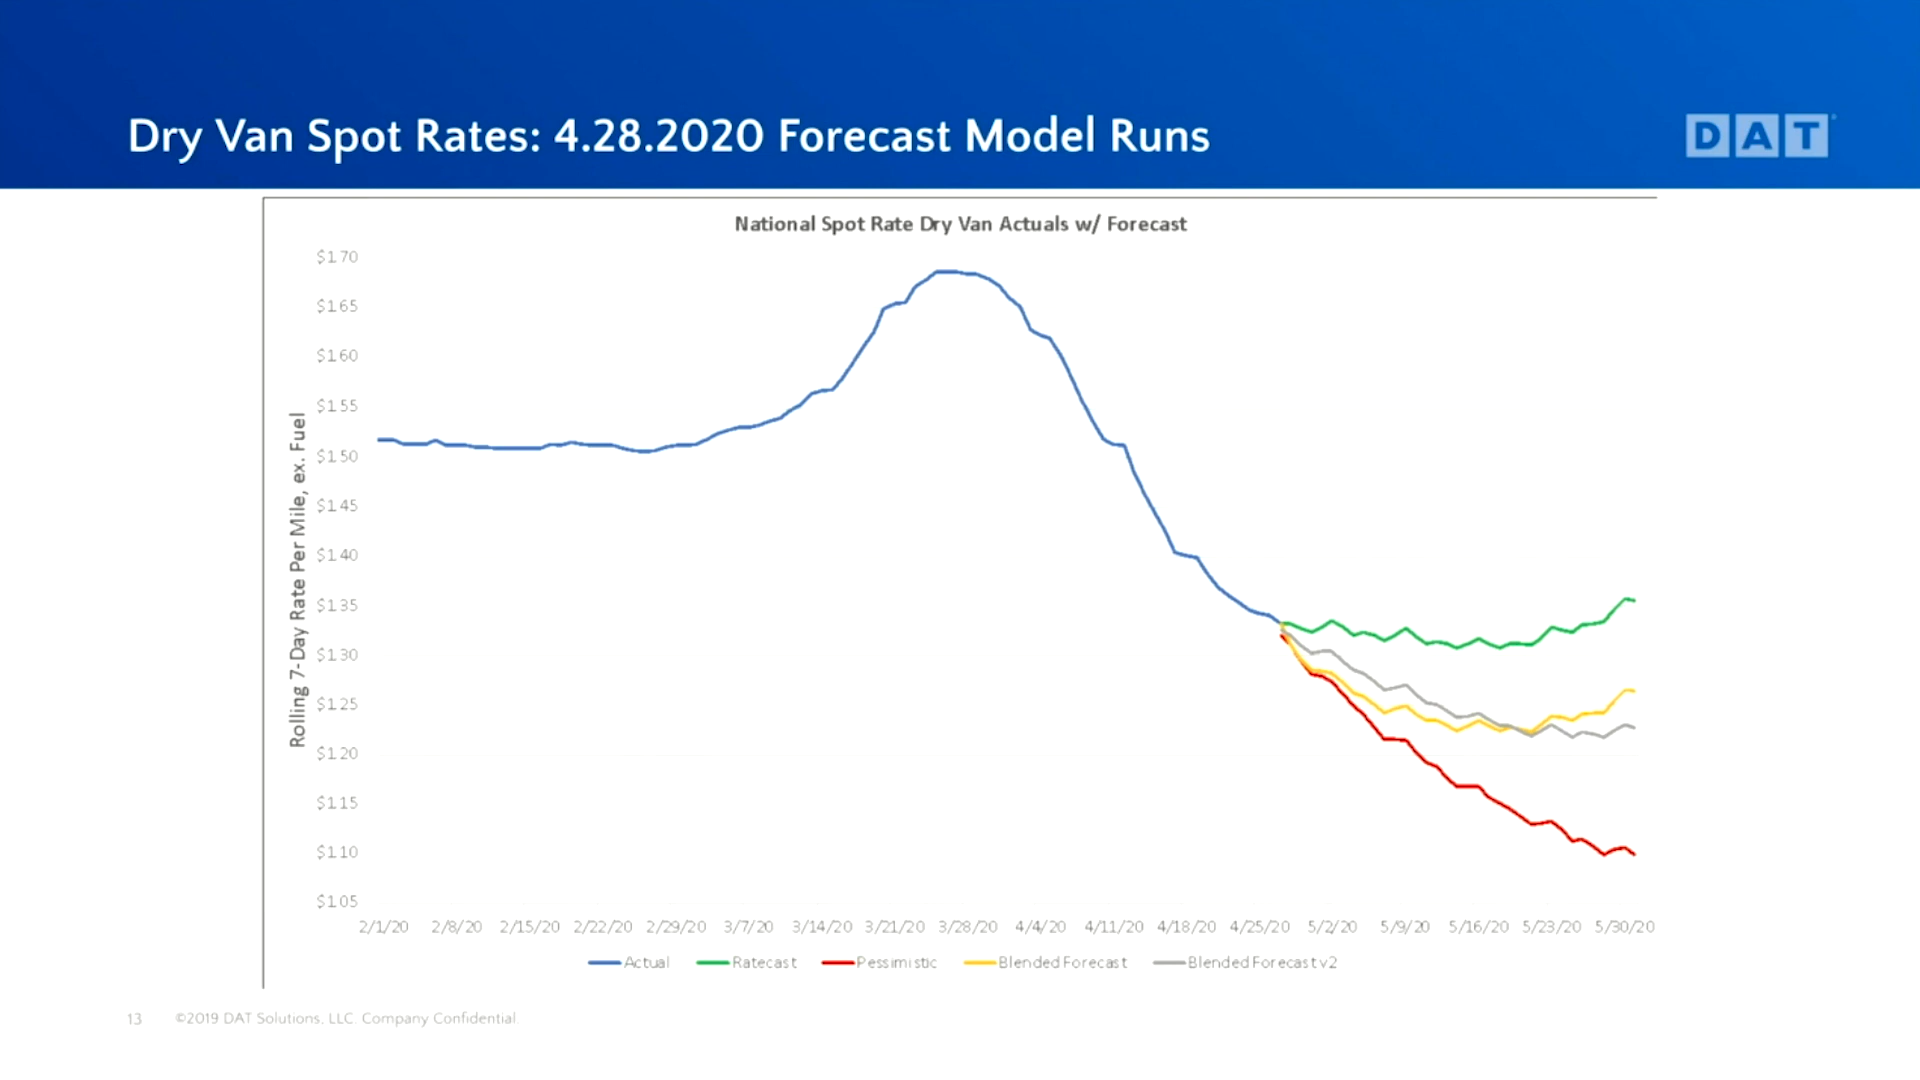 Dry Van Spot Rates: 4.28.2020 Forecast Model Runs
DAT
National Spot Rate Dry Van Actuals w/ Forecast
Rolling 7-Day Rate Per Mile, ex. Fuel
$1.70
$1.65
$1.60
$1.55
$1.50
$1.45
$1.40
$1.35
$1.30
$1.25
$1.20
$1.15
$1.10
$1.05
2/1/20 2/8/20 2/15/20 2/22/20 2/29/20 3/7/20 3/14/20 3/21/20 3/28/20 4/4/20 4/11/20 4/18/20 4/25/20 5/2/20 5/9/20 5/16/20 5/23/20 5/30/20
Actual Ratecast Pessimistic Blended Forecast Blended Forecast v2
13 ©2019 DAT Solutions, LLC. Company Confidential.